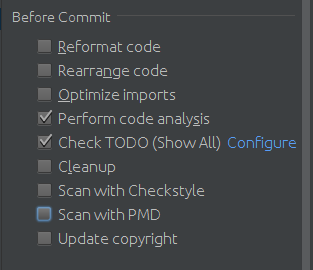 Before Commit
Reformat code
Rearrange code
Optimize imports
Perform code analysis
Check TODO (Show All) Configure
Cleanup
Scan with Checkstyle
Scan with PMD
Update copyright